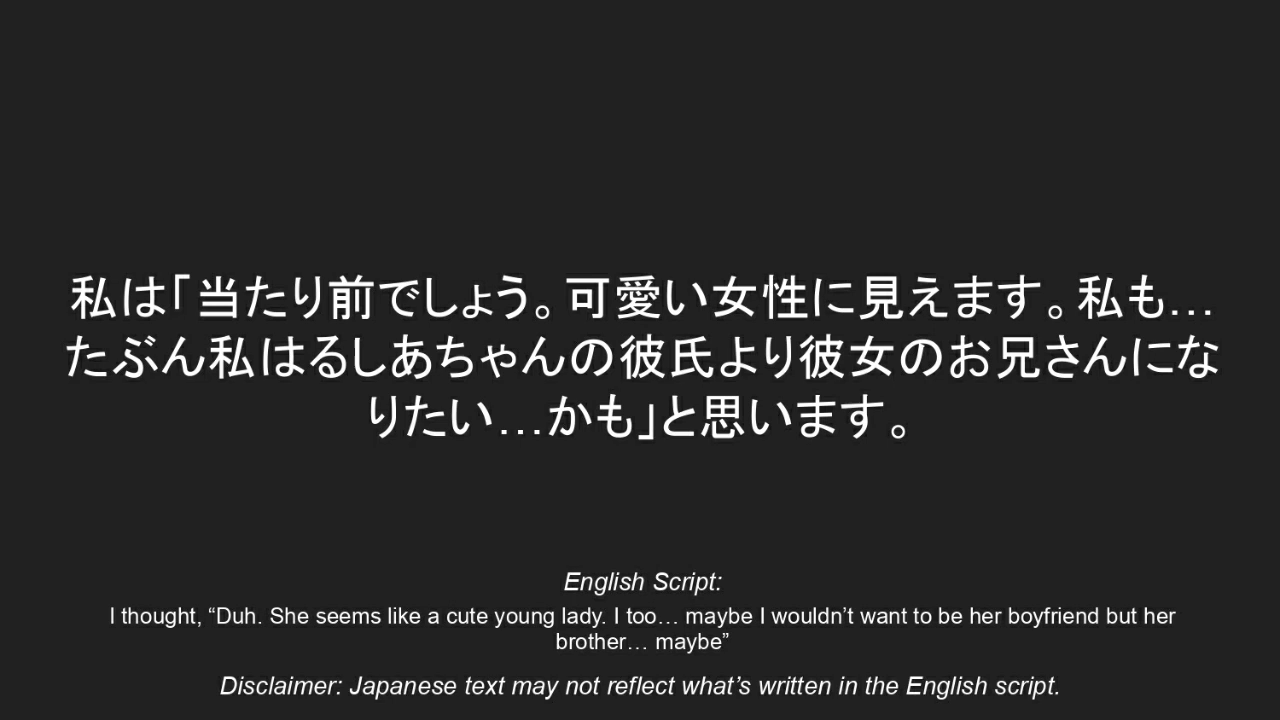 私は「当たり前でしょう。可愛い女性に見えます。私も…
たぶん私はるしあちゃんの彼氏より彼女のお兄さんにな
りたい…かも」と思います。
English Script:
I thought, “Duh. She seems like a cute young lady. I too… maybe I wouldn’t want to be her boyfriend but her
brother… maybe”
Disclaimer: Japanese text may not reflect what’s written in the English script.